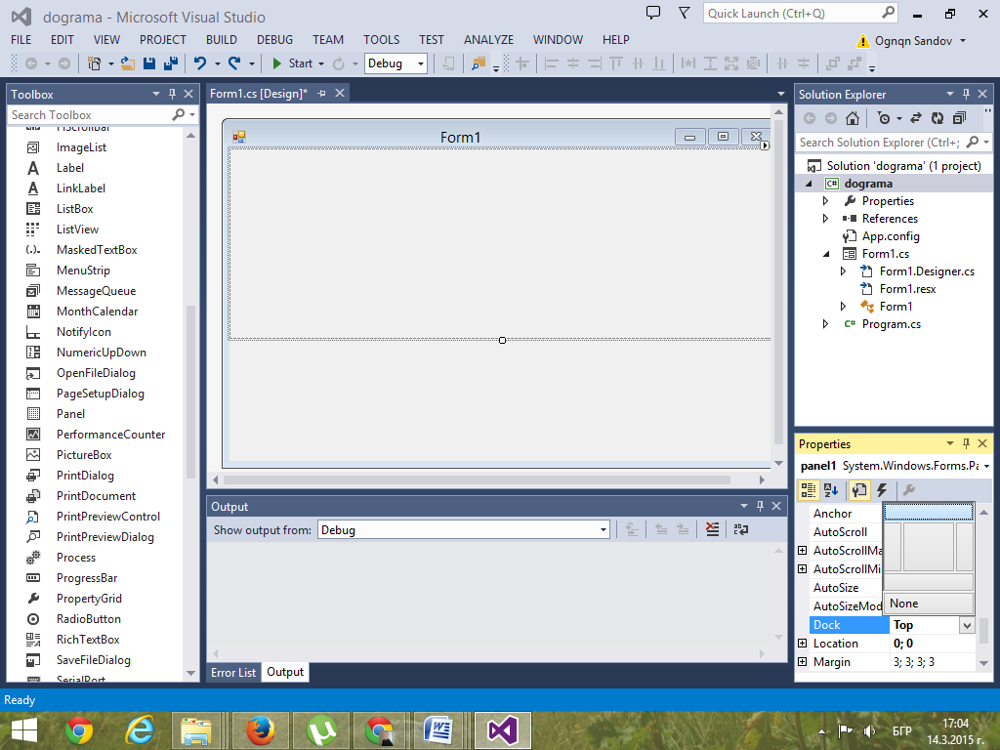 dograma - Microsoft Visual Studio
Quick Launch (Ctrl+Q)
FILE EDIT VIEW PROJECT BUILD DEBUG TEAM TOOLS TEST ANALYZE WINDOW HELP
Ognqn Sandov
Start
Debug
Toolbox
Search Toolbox
HScrollBar
ImageList
Label
LinkLabel
ListBox
ListView
MaskedTextBox
MenuStrip
MessageQueue
MonthCalendar
NotifyIcon
NumericUpDown
OpenFileDialog
PageSetupDialog
Panel
PerformanceCounter
PictureBox
PrintDialog
PrintDocument
PrintPreviewControl
PrintPreviewDialog
Process
ProgressBar
PropertyGrid
RadioButton
RichTextBox
SaveFileDialog
SerialPort
Form1.cs [Design]*
Form1
Output
Show output from: Debug
Error List Output
Solution Explorer
Search Solution Explorer (Ctrl+;
Solution 'dograma' (1 project)
C# dograma
Properties
References
App.config
Form1.cs
Form1.Designer.cs
Form1.resx
Form1
C# Program.cs
Properties
panel1 System.Windows.Forms.Pa
Anchor
AutoScroll
AutoScrollMa
AutoScrollMi
AutoSize
AutoSizeMod
None
Dock Top
Location 0; 0
Margin 3; 3; 3; 3
Ready
БГР
17:04
14.3.2015 г.